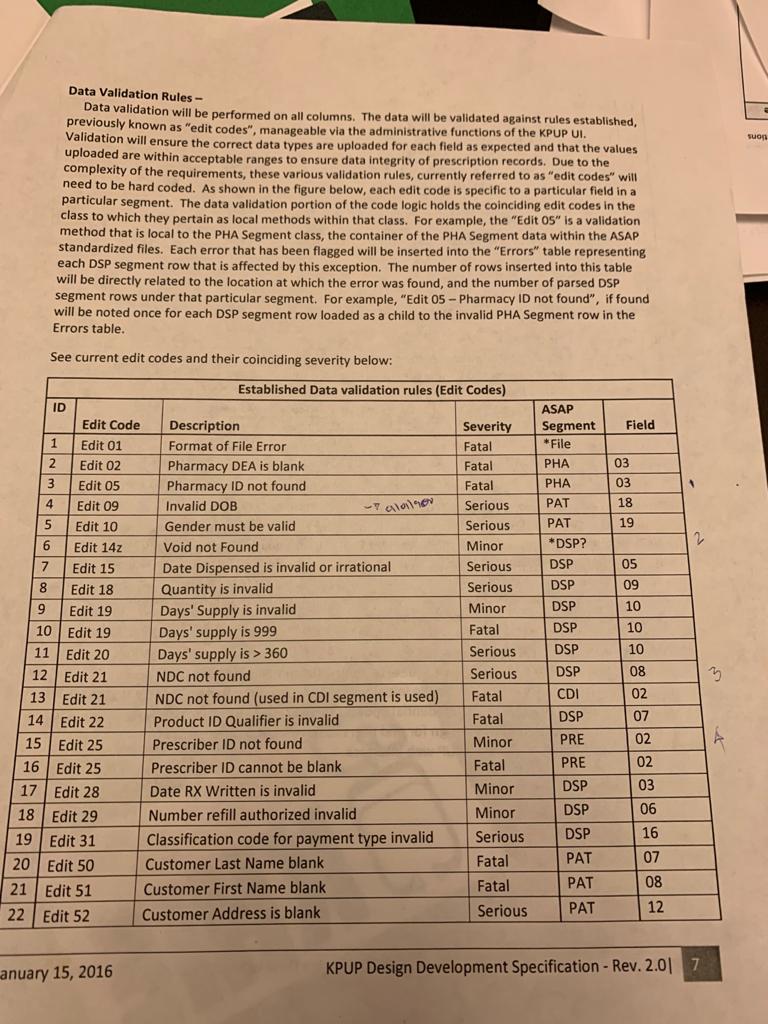 Data Validation Rules –
Data validation will be performed on all columns. The data will be validated against rules established,
previously known as "edit codes", manageable via the administrative functions of the KPUP UI.
Validation will ensure the correct data types are uploaded for each field as expected and that the values
uploaded are within acceptable ranges to ensure data integrity of prescription records. Due to the
complexity of the requirements, these various validation rules, currently referred to as "edit codes" will
need to be hard coded. As shown in the figure below, each edit code is specific to a particular field in a
particular segment. The data validation portion of the code logic holds the coinciding edit codes in the
class to which they pertain as local methods within that class. For example, the "Edit 05" is a validation
method that is local to the PHA Segment class, the container of the PHA Segment data within the ASAP
standardized files. Each error that has been flagged will be inserted into the "Errors" table representing
each DSP segment row that is affected by this exception. The number of rows inserted into this table
will be directly related to the location at which the error was found, and the number of parsed DSP
segment rows under that particular segment. For example, "Edit 05 – Pharmacy ID not found", if found
will be noted once for each DSP segment row loaded as a child to the invalid PHA Segment row in the
Errors table.
See current edit codes and their coinciding severity below:
Established Data validation rules (Edit Codes)
ID Edit Code Description Severity ASAP Segment Field
1 Edit 01 Format of File Error Fatal *File
2 Edit 02 Pharmacy DEA is blank Fatal PHA 03
3 Edit 05 Pharmacy ID not found Fatal PHA 03
4 Edit 09 Invalid DOB Serious PAT 18
5 Edit 10 Gender must be valid Serious PAT 19
6 Edit 14z Void not Found Minor *DSP? 2
7 Edit 15 Date Dispensed is invalid or irrational Serious DSP 05
8 Edit 18 Quantity is invalid Serious DSP 09
9 Edit 19 Days' Supply is invalid Minor DSP 10
10 Edit 19 Days' supply is 999 Fatal DSP 10
11 Edit 20 Days' supply is > 360 Serious DSP 10
12 Edit 21 NDC not found Serious DSP 08 3
13 Edit 21 NDC not found (used in CDI segment is used) Fatal CDI 02
14 Edit 22 Product ID Qualifier is invalid Fatal DSP 07
15 Edit 25 Prescriber ID not found Minor PRE 02
16 Edit 25 Prescriber ID cannot be blank Fatal PRE 02
17 Edit 28 Date RX Written is invalid Minor DSP 03
18 Edit 29 Number refill authorized invalid Minor DSP 06
19 Edit 31 Classification code for payment type invalid Serious DSP 16
20 Edit 50 Customer Last Name blank Fatal PAT 07
21 Edit 51 Customer First Name blank Fatal PAT 08
22 Edit 52 Customer Address is blank Serious PAT 12
anuary 15, 2016 KPUP Design Development Specification - Rev. 2.0| 7